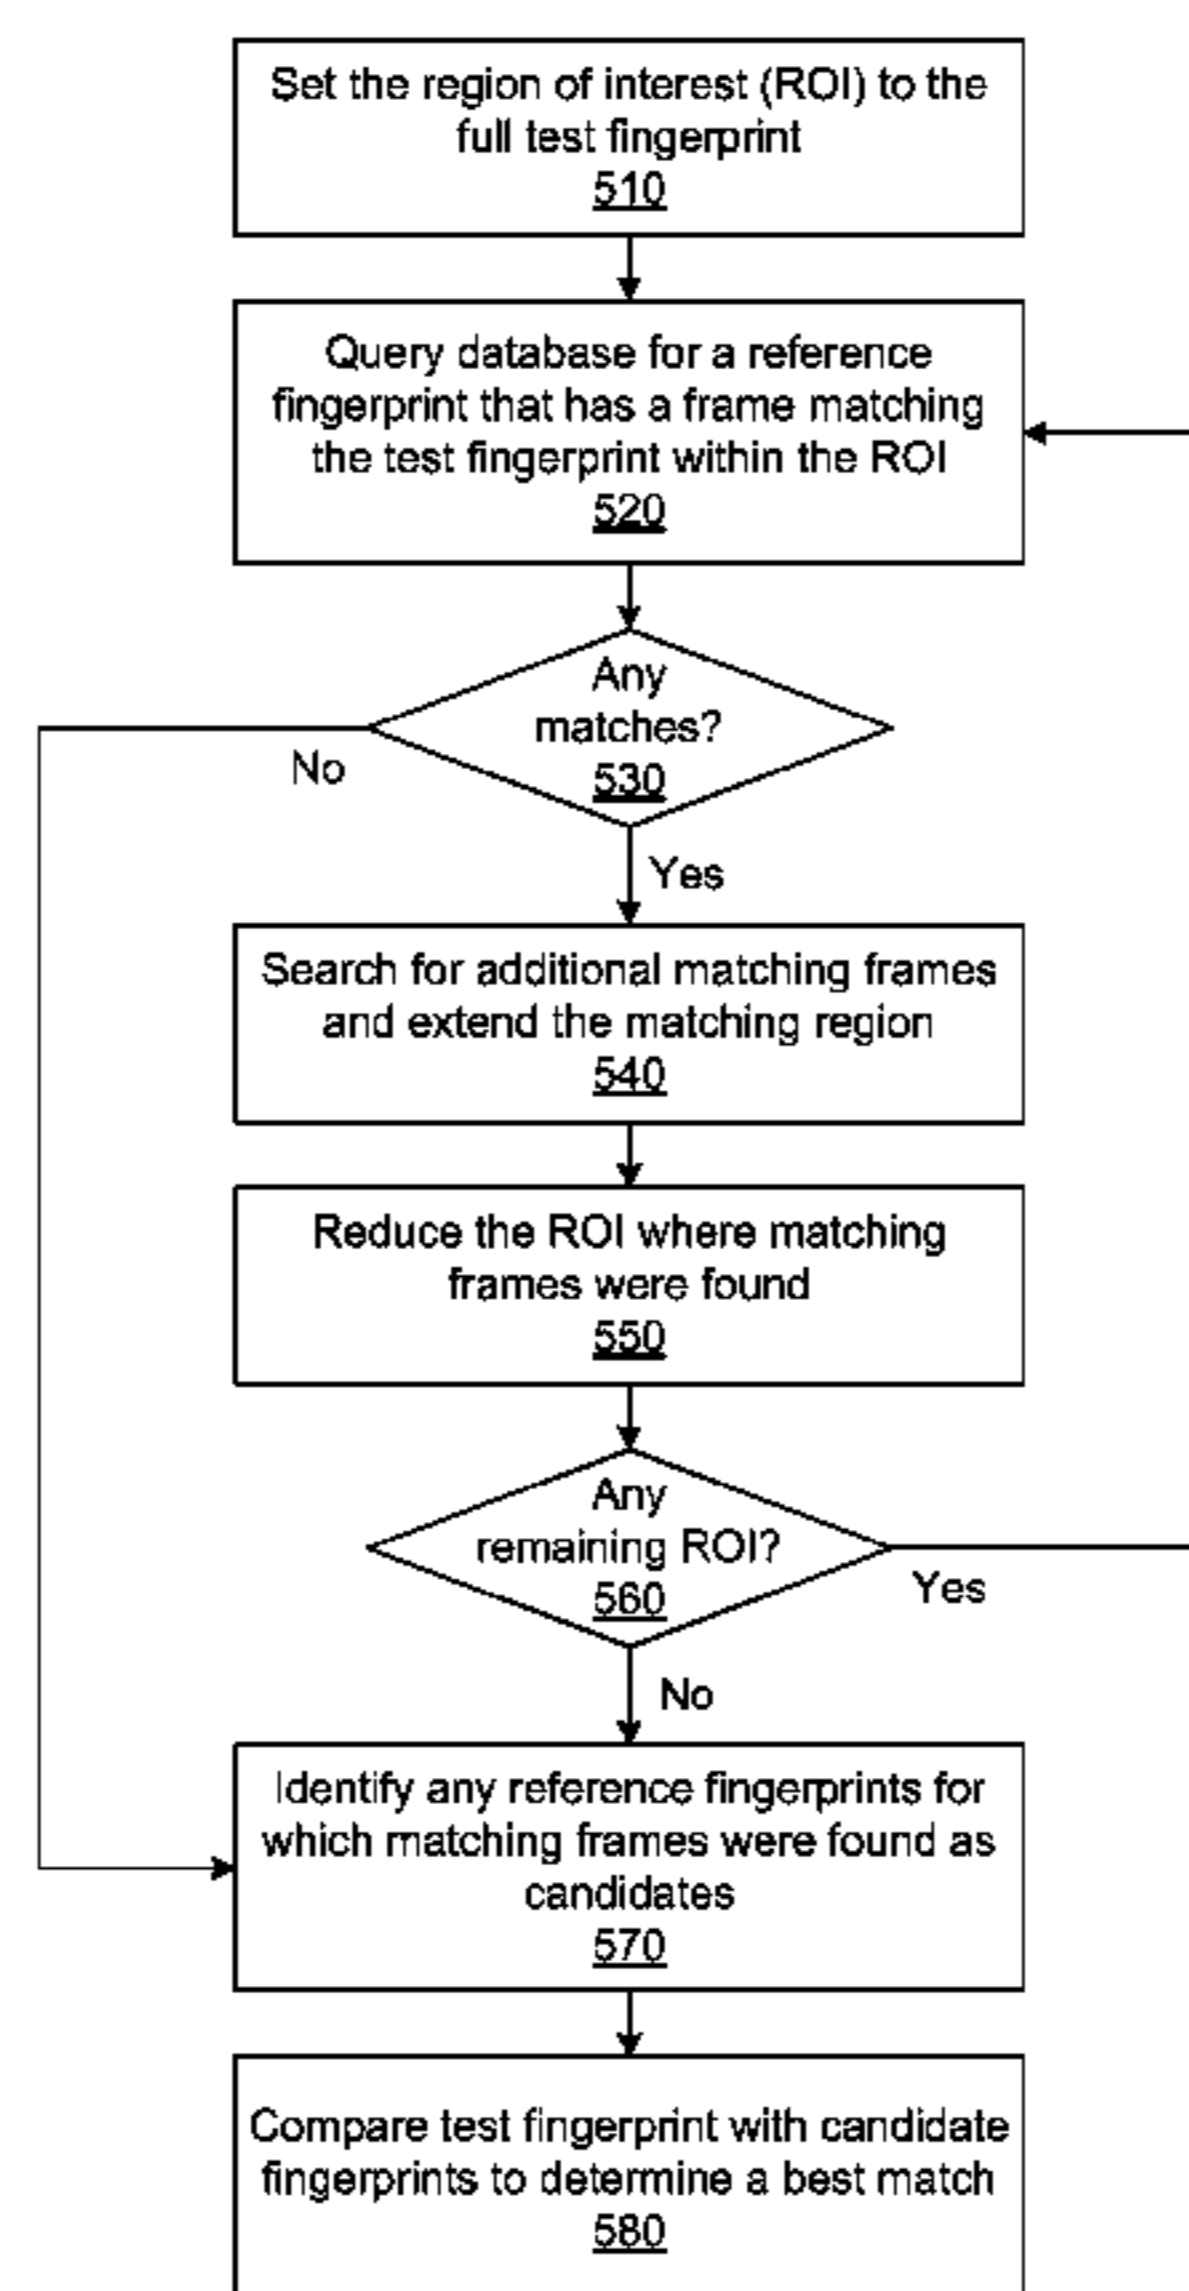 Set the region of interest (ROI) to the
full test fingerprint
510
Query database for a reference
fingerprint that has a frame matching
the test fingerprint within the ROI
520
Any
matches?
530
No
Yes
Search for additional matching frames
and extend the matching region
540
Reduce the ROI where matching
frames were found
550
Any
remaining ROI?
560
Yes
No
Identify any reference fingerprints for
which matching frames were found as
candidates
570
Compare test fingerprint with candidate
fingerprints to determine a best match
580